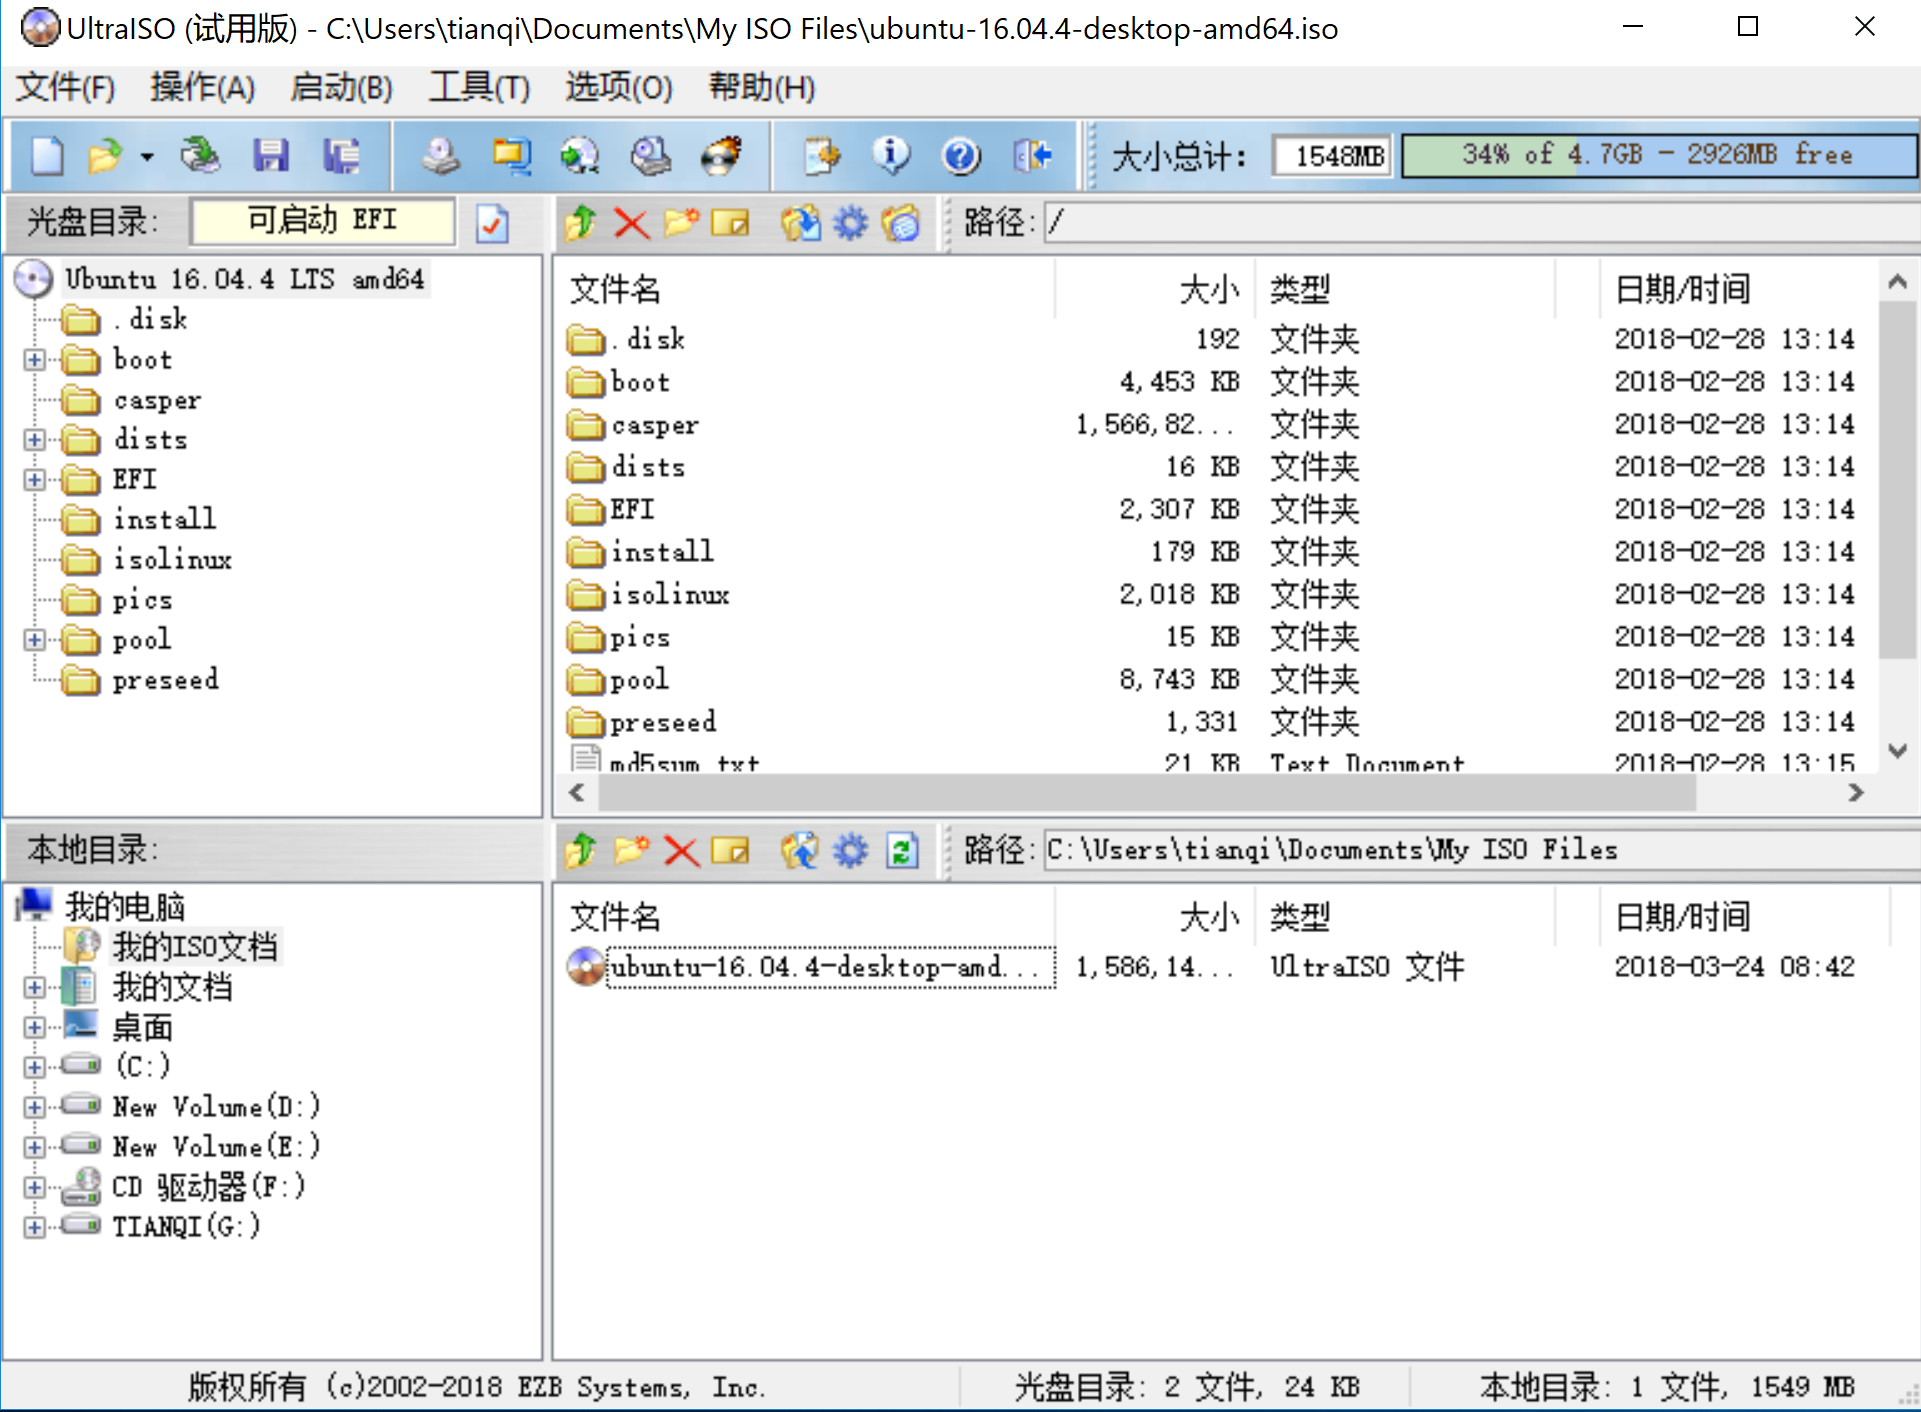 UltraISO (试用版) - C:\Users\tianqi\Documents\My ISO Files\ubuntu-16.04.4-desktop-amd64.iso
文件(F) 操作(A) 启动(B) 工具(T) 选项(O) 帮助(H)
大小总计: 1548MB 34% of 4.7GB - 2926MB free
光盘目录: 可启动 EFI 路径: /
Ubuntu 16.04.4 LTS amd64
.disk
boot
casper
dists
EFI
install
isolinux
pics
pool
preseed
文件名 大小 类型 日期/时间
.disk 192 文件夹 2018-02-28 13:14
boot 4,453 KB 文件夹 2018-02-28 13:14
casper 1,566,82... 文件夹 2018-02-28 13:14
dists 16 KB 文件夹 2018-02-28 13:14
EFI 2,307 KB 文件夹 2018-02-28 13:14
install 179 KB 文件夹 2018-02-28 13:14
isolinux 2,018 KB 文件夹 2018-02-28 13:14
pics 15 KB 文件夹 2018-02-28 13:14
pool 8,743 KB 文件夹 2018-02-28 13:14
preseed 1,331 文件夹 2018-02-28 13:14
md5sum.txt 21 KB Text Document 2018-02-28 13:15
本地目录: 路径: C:\Users\tianqi\Documents\My ISO Files
我的电脑
我的ISO文档
我的文档
桌面
(C:)
New Volume(D:)
New Volume(E:)
CD 驱动器(F:)
TIANQI(G:)
文件名 大小 类型 日期/时间
ubuntu-16.04.4-desktop-amd... 1,586,14... UltraISO 文件 2018-03-24 08:42
版权所有 (c)2002-2018 EZB Systems, Inc. 光盘目录: 2 文件, 24 KB 本地目录: 1 文件, 1549 MB